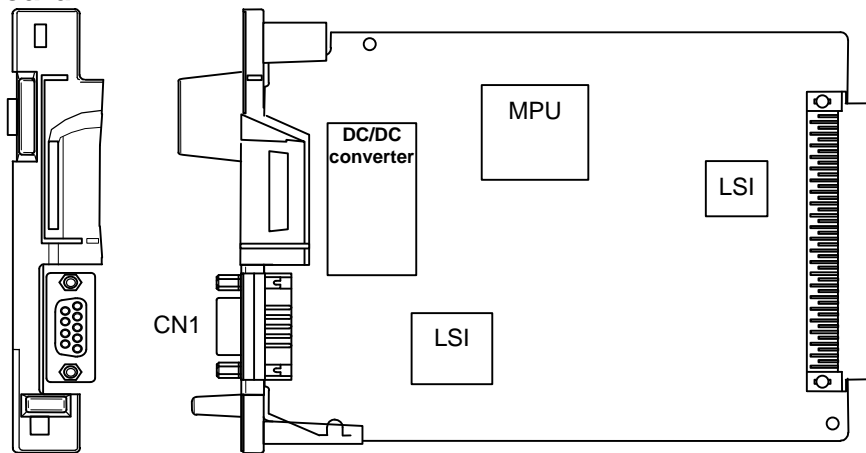 MPU
DC/DC
converter
LSI
CN1
LSI